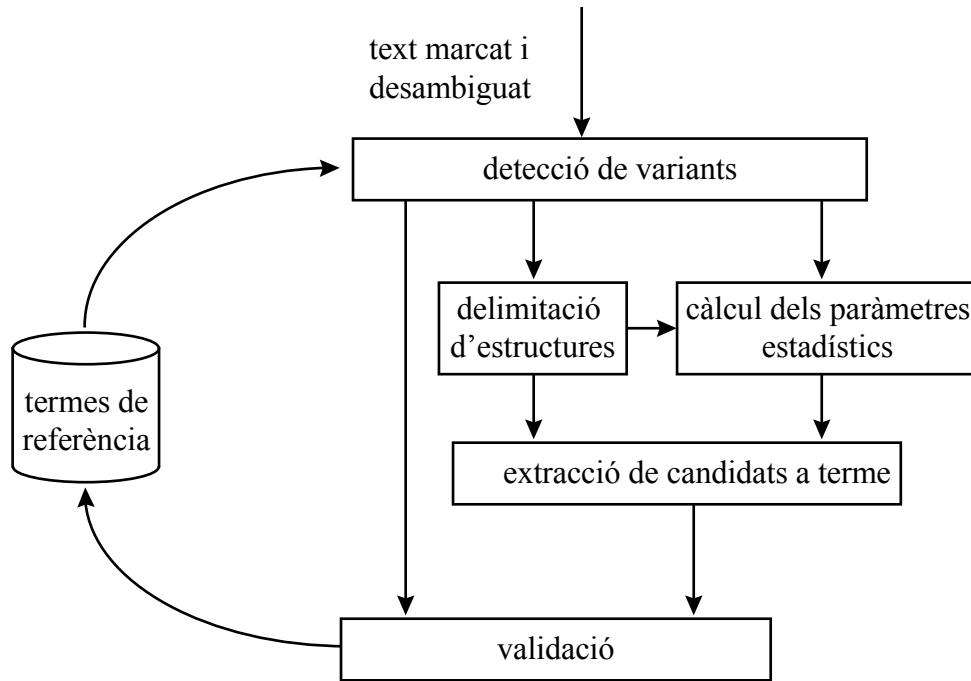 text marcat i
desambiguat
detecció de variants
delimitació
d’estructures
càlcul dels paràmetres
estadístics
termes de
referència
extracció de candidats a terme
validació